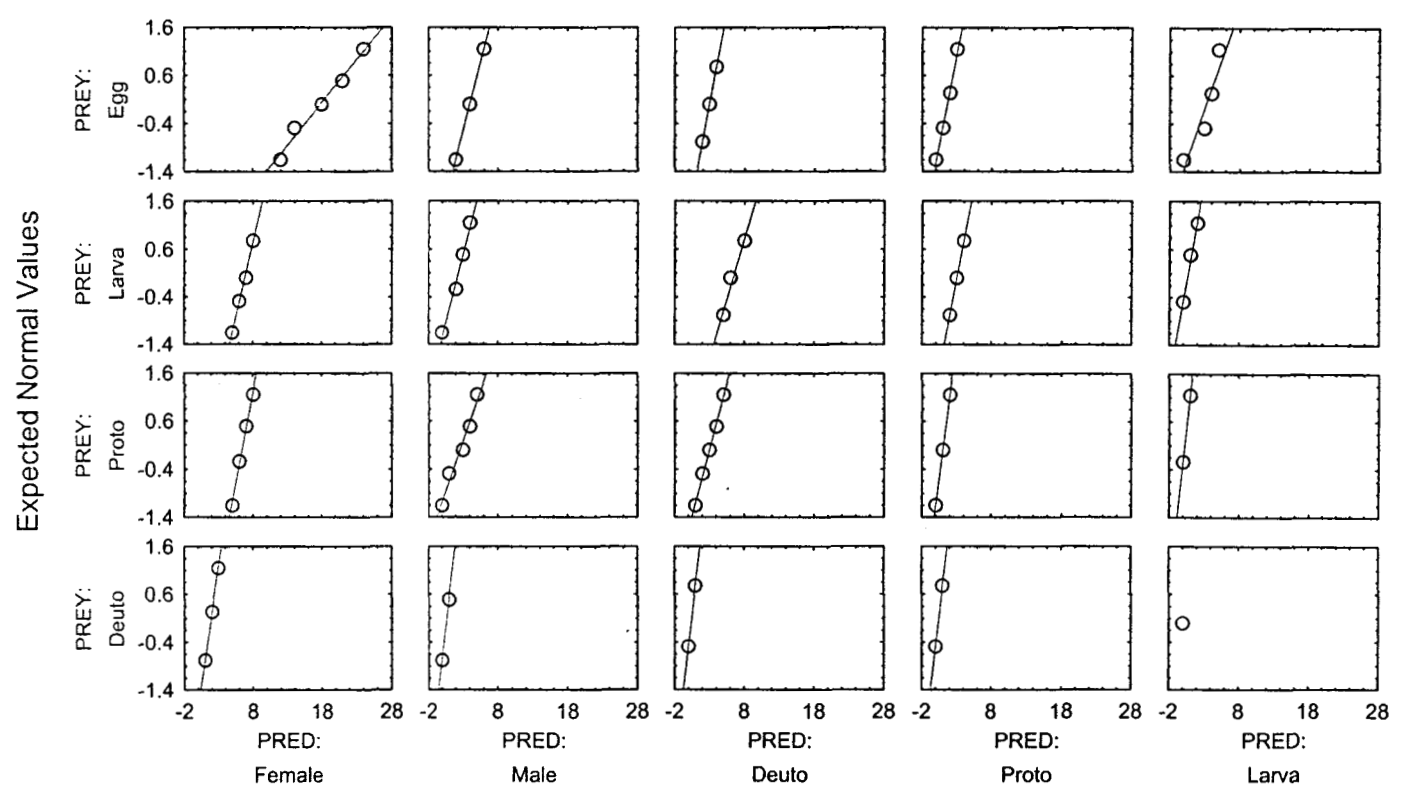 Expected Normal Values
PREY:
Egg
1.6
0.6
-0.4
-1.4
PREY:
Larva
1.6
0.6
-0.4
-1.4
PREY:
Proto
1.6
0.6
-0.4
-1.4
PREY:
Deuto
1.6
0.6
-0.4
-1.4
-2 8 18 28 -2 8 18 28 -2 8 18 28 -2 8 18 28 -2 8 18 28
PRED: PRED: PRED: PRED: PRED:
Female Male Deuto Proto Larva